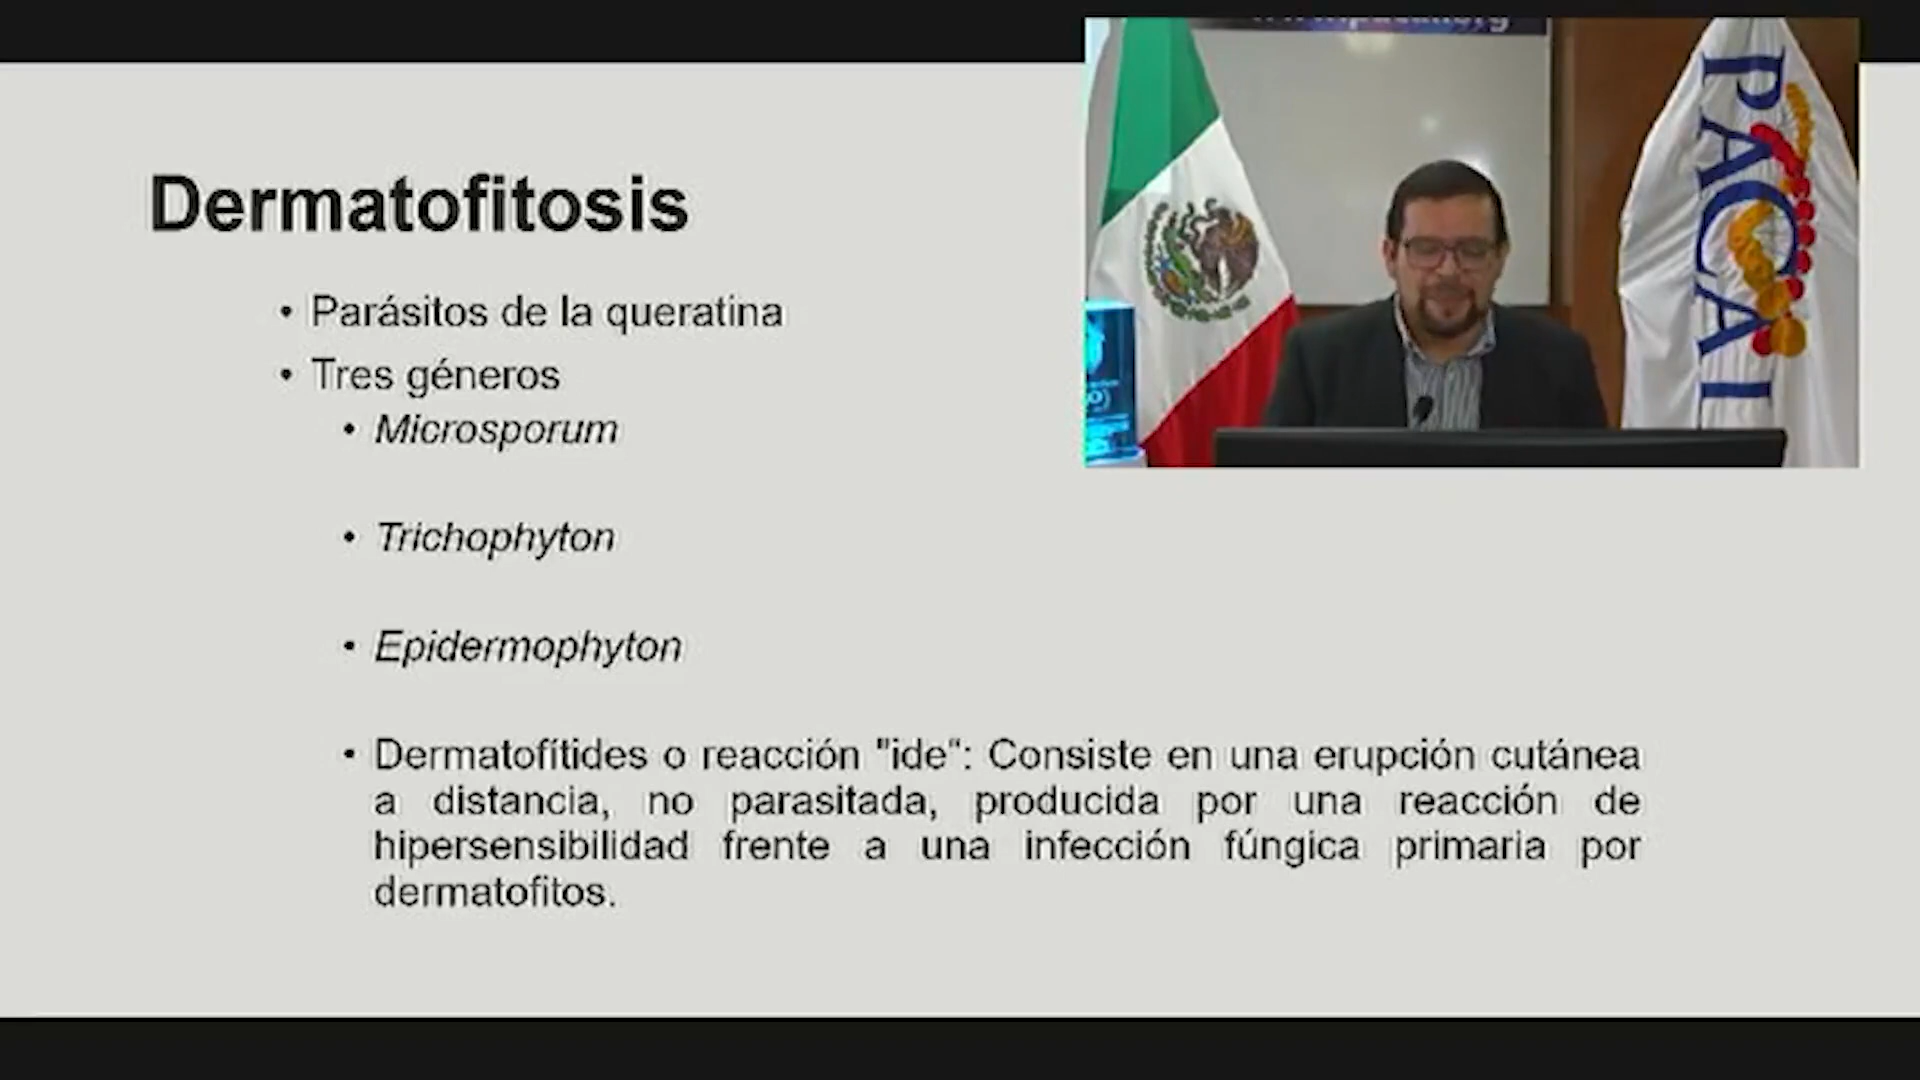 Dermatofitosis
• Parásitos de la queratina
• Tres géneros
• Microsporum
• Trichophyton
• Epidermophyton
• Dermatofítides o reacción "ide": Consiste en una erupción cutánea
a distancia, no parasitada, producida por una reacción de
hipersensibilidad frente a una infección fúngica primaria por
dermatofitos.
PACAI